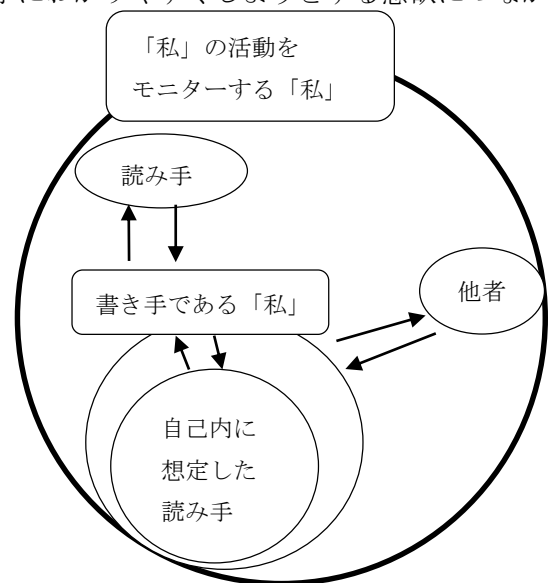 「私」の活動を
モニターする「私」
読み手
書き手である「私」
他者
自己内に
想定した
読み手